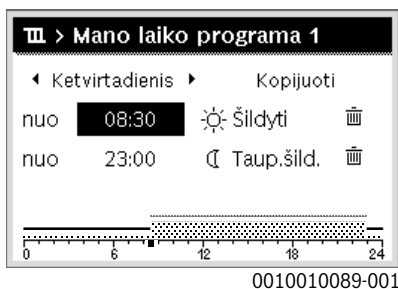 > Mano laiko programa 1
Ketvirtadienis Kopijuoti
nuo 08:30 Šildyti
nuo 23:00 Taup.šild.
0 6 12 18 24
0010010089-001